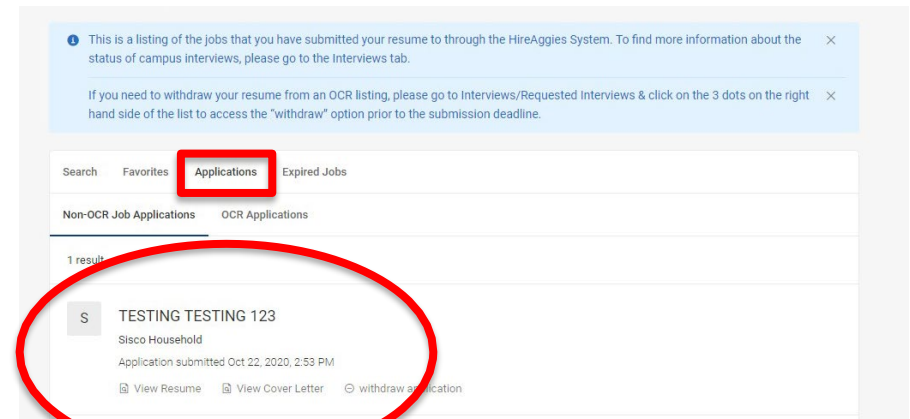 This is a listing of the jobs that you have submitted your resume to through the HireAggies System. To find more information about the
status of campus interviews, please go to the Interviews tab.
If you need to withdraw your resume from an OCR listing, please go to Interviews/Requested Interviews & click on the 3 dots on the right
hand side of the list to access the "withdraw" option prior to the submission deadline.
Search Favorites Applications Expired Jobs
Non-OCR Job Applications OCR Applications
1 result
S TESTING TESTING 123
Sisco Household
Application submitted Oct 22, 2020, 2:53 PM
View Resume View Cover Letter withdraw application